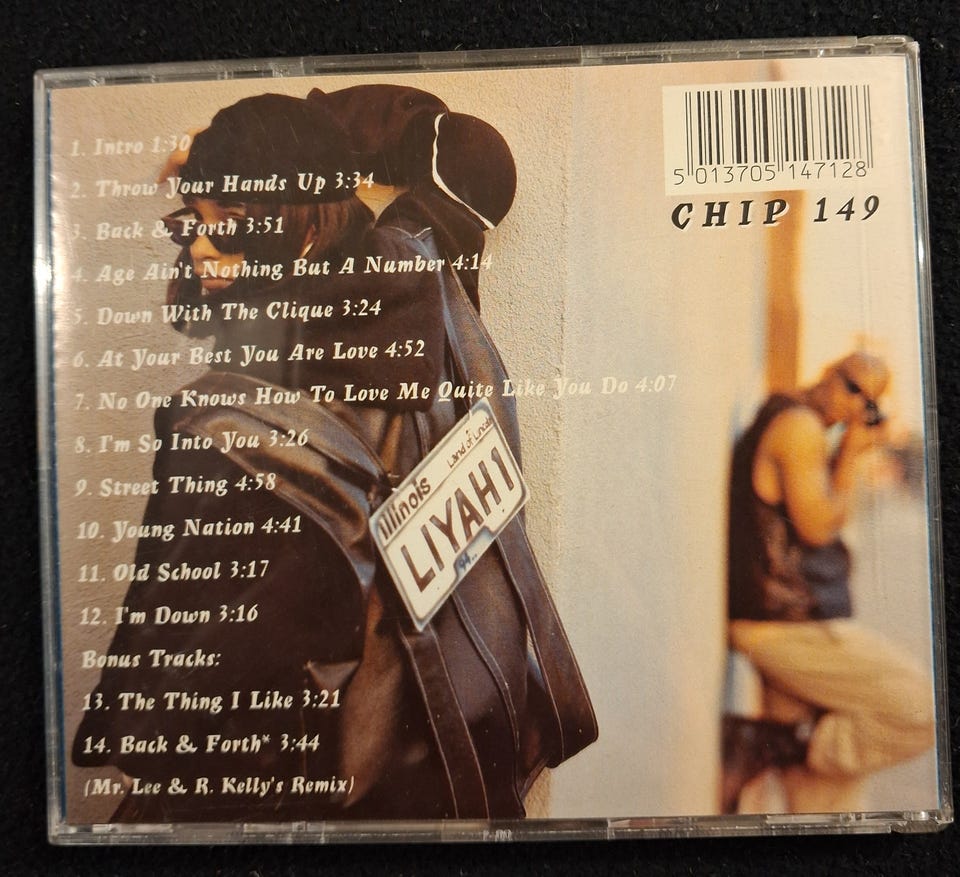 1. Intro 1:30
2. Throw Your Hands Up 3:34
3. Back & Forth 3:51
4. Age Ain't Nothing But A Number 4:14
5. Down With The Clique 3:24
6. At Your Best You Are Love 4:52
7. No One Knows How To Love Me Quite Like You Do 4:07
8. I'm So Into You 3:26
9. Street Thing 4:58
10. Young Nation 4:41
11. Old School 3:17
12. I'm Down 3:16
Bonus Tracks:
13. The Thing I Like 3:21
14. Back & Forth* 3:44
(Mr. Lee & R. Kelly's Remix)
5 013705 147128
CHIP 149
Illinois Land of Lincoln
LIYAH 1
94